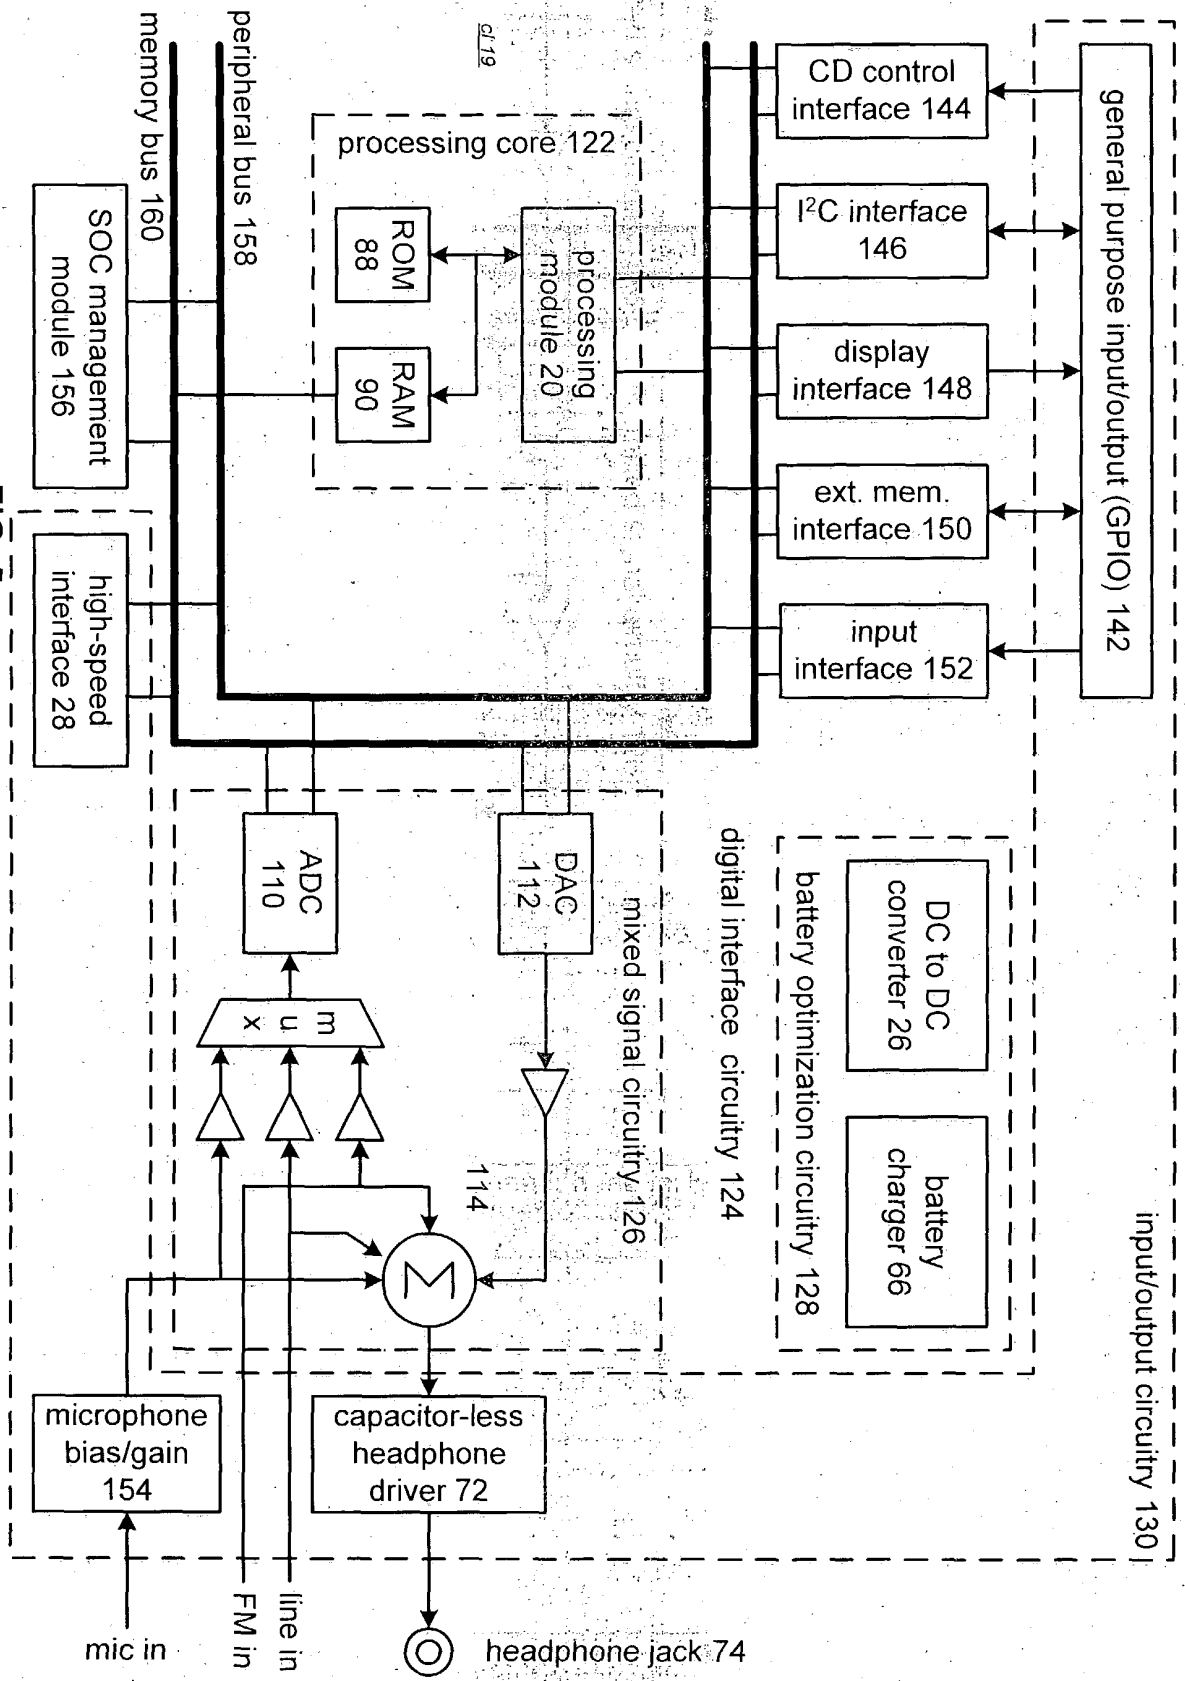 cl 19
peripheral bus 158
memory bus 160
CD control
interface 144
I²C interface
146
display
interface 148
ext. mem.
interface 150
input
interface 152
general purpose input/output (GPIO) 142
processing core 122
ROM
88
RAM
90
processing
module 20
SOC management
module 156
high-speed
interface 28
ADC
110
DAC
112
mux
114
mixed signal circuitry 126
digital interface circuitry 124
battery optimization circuitry 128
DC to DC
converter 26
battery
charger 66
input/output circuitry 130
Σ
microphone
bias/gain
154
capacitor-less
headphone
driver 72
mic in
FM in
line in
headphone jack 74